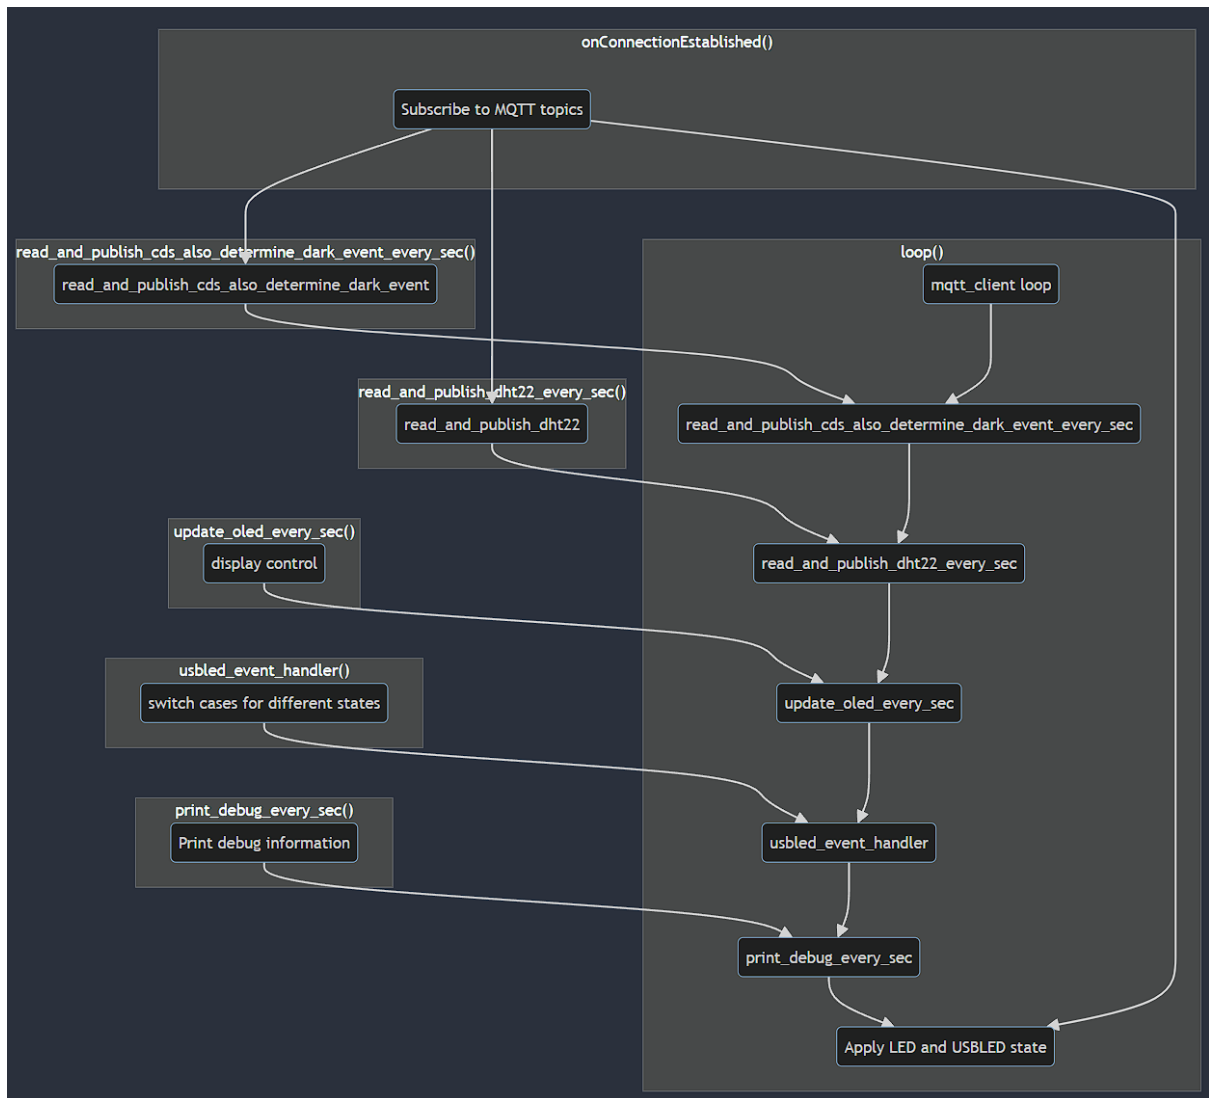 onConnectionEstablished()
Subscribe to MQTT topics
read_and_publish_cds_also_determine_dark_event_every_sec()
read_and_publish_cds_also_determine_dark_event
loop()
mqtt_client loop
read_and_publish_dht22_every_sec()
read_and_publish_dht22
read_and_publish_cds_also_determine_dark_event_every_sec
update_oled_every_sec()
display control
read_and_publish_dht22_every_sec
usbled_event_handler()
switch cases for different states
update_oled_every_sec
print_debug_every_sec()
Print debug information
usbled_event_handler
print_debug_every_sec
Apply LED and USBLED state